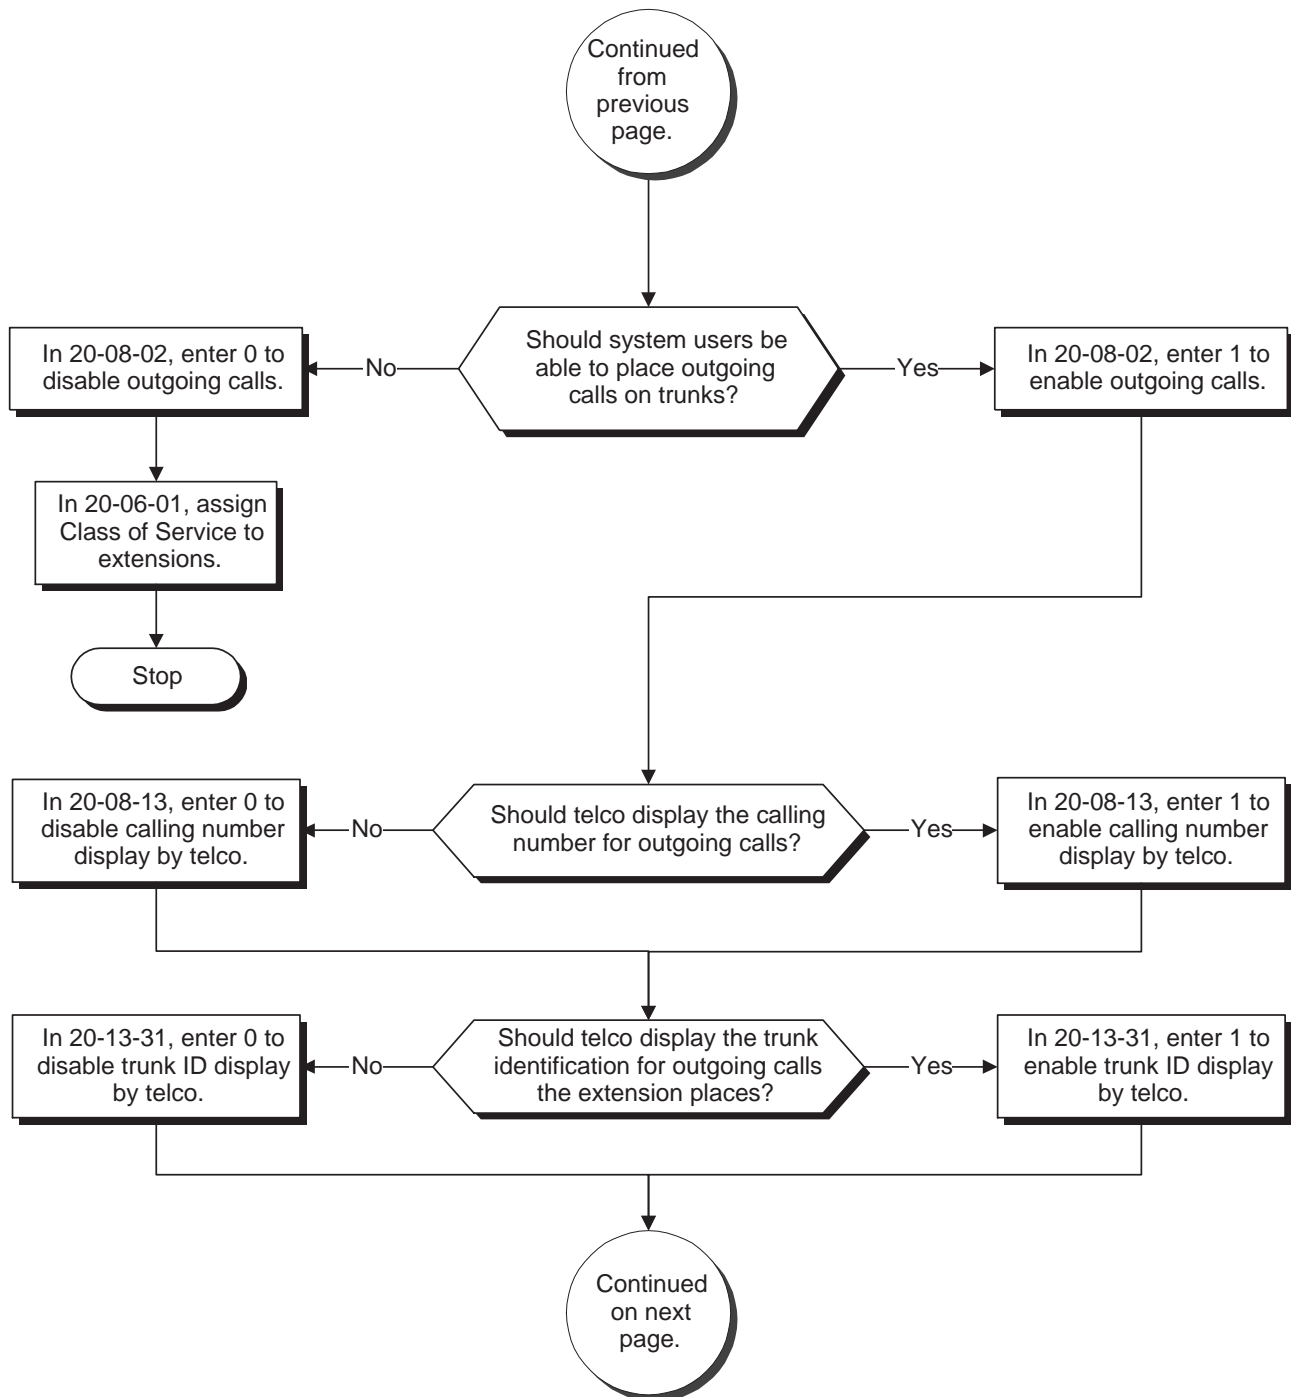 Continued
from
previous
page.
Should system users be
able to place outgoing
calls on trunks?
No
Yes
In 20-08-02, enter 0 to
disable outgoing calls.
In 20-08-02, enter 1 to
enable outgoing calls.
In 20-06-01, assign
Class of Service to
extensions.
Stop
Should telco display the calling
number for outgoing calls?
No
Yes
In 20-08-13, enter 0 to
disable calling number
display by telco.
In 20-08-13, enter 1 to
enable calling number
display by telco.
Should telco display the trunk
identification for outgoing calls
the extension places?
No
Yes
In 20-13-31, enter 0 to
disable trunk ID display
by telco.
In 20-13-31, enter 1 to
enable trunk ID display
by telco.
Continued
on next
page.